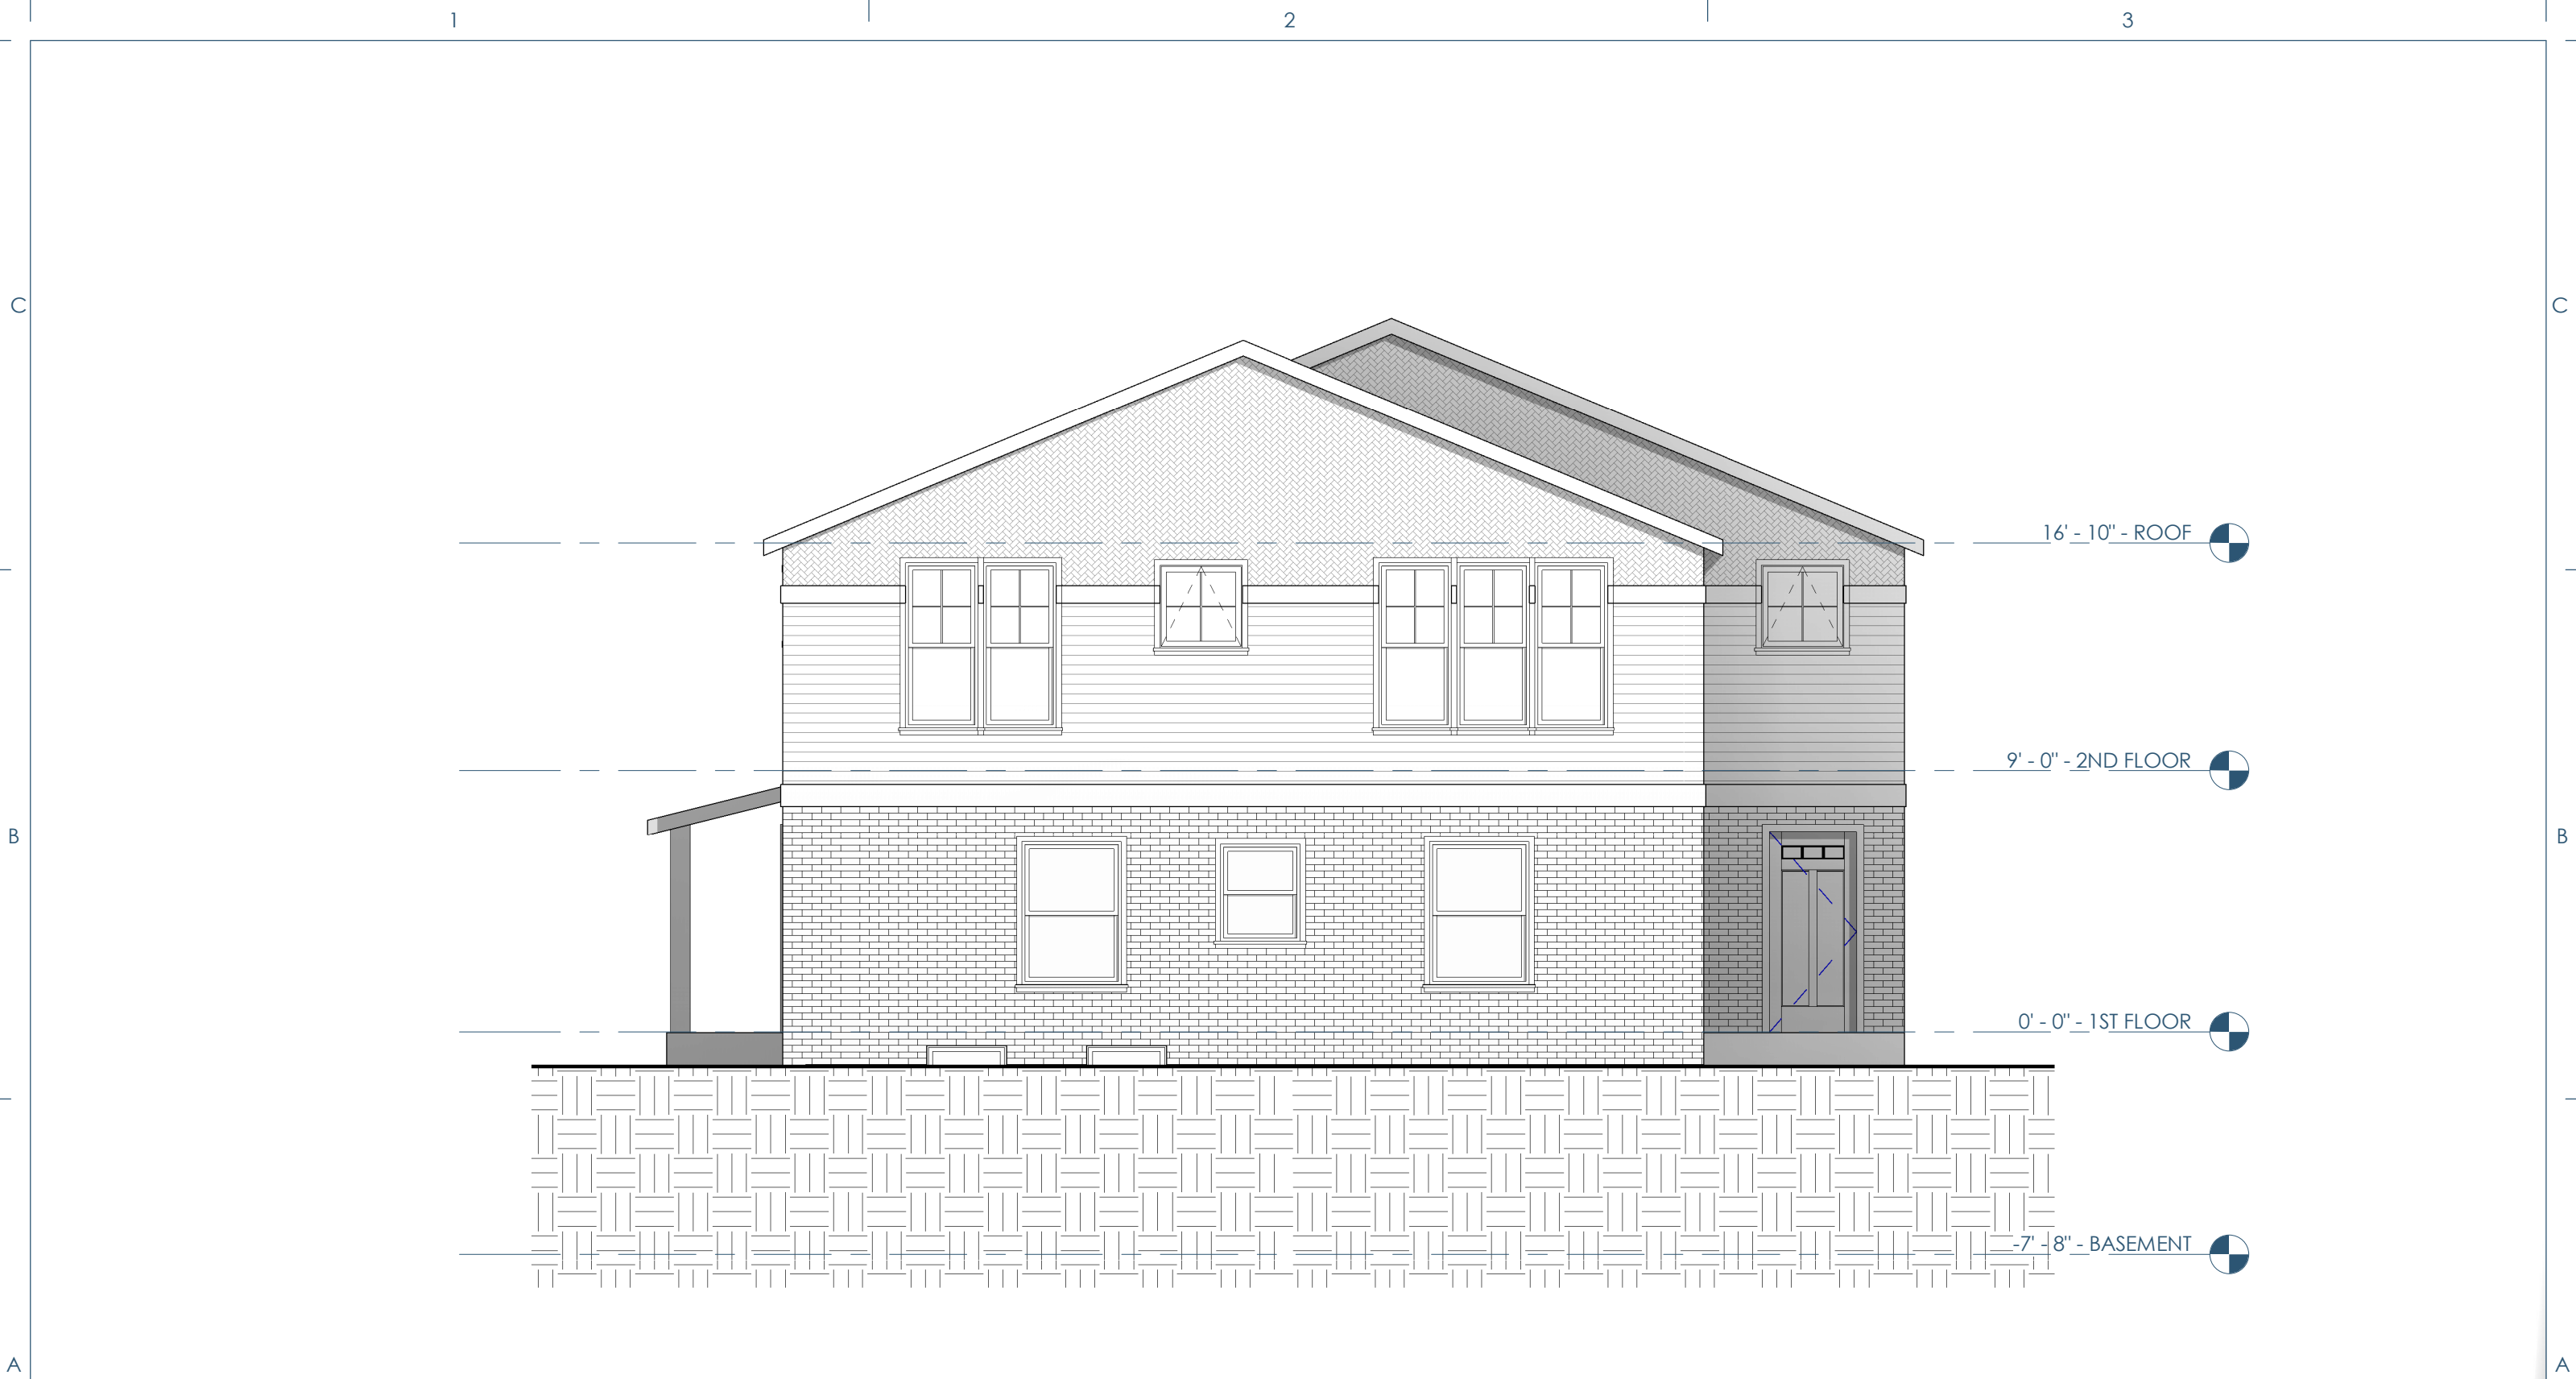 1 2 3
C C
16' - 10" - ROOF
9' - 0" - 2ND FLOOR
B B
0' - 0" - 1ST FLOOR
-7' - 8" - BASEMENT
A A